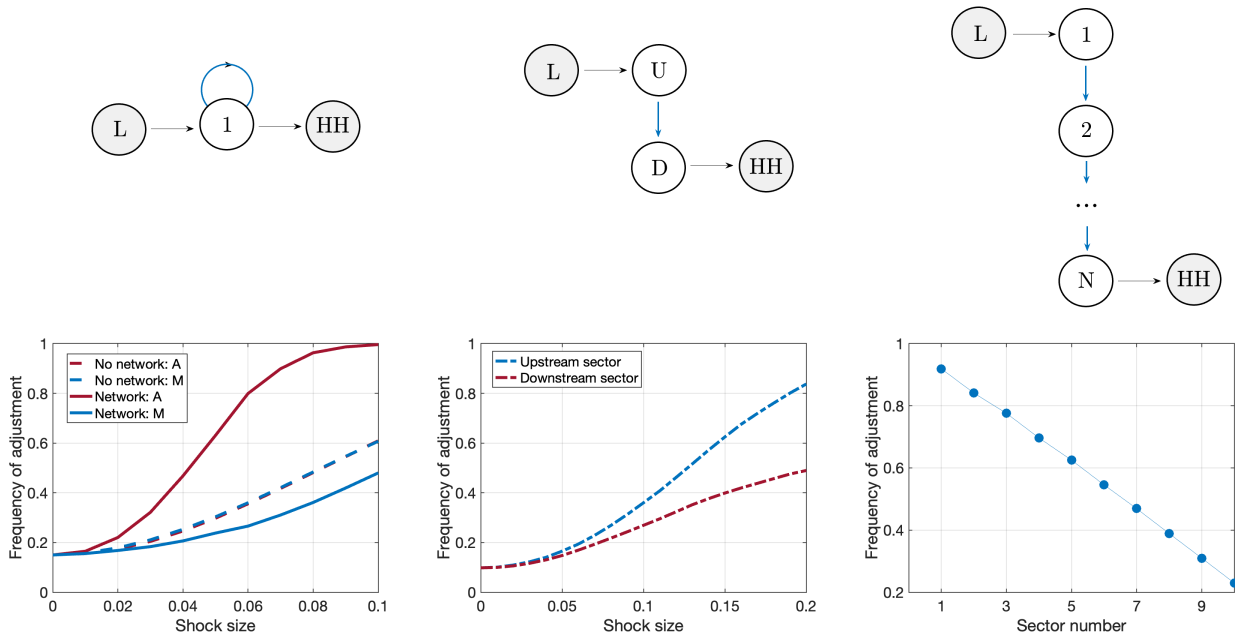 L
1
HH
L
U
D
HH
L
1
2
...
N
HH
Frequency of adjustment
1
0.8
0.6
0.4
0.2
0
No network: A
No network: M
Network: A
Network: M
0
0.02
0.04
0.06
0.08
0.1
Shock size
Frequency of adjustment
1
0.8
0.6
0.4
0.2
0
Upstream sector
Downstream sector
0
0.05
0.1
0.15
0.2
Shock size
Frequency of adjustment
1
0.8
0.6
0.4
0.2
1
3
5
7
9
Sector number